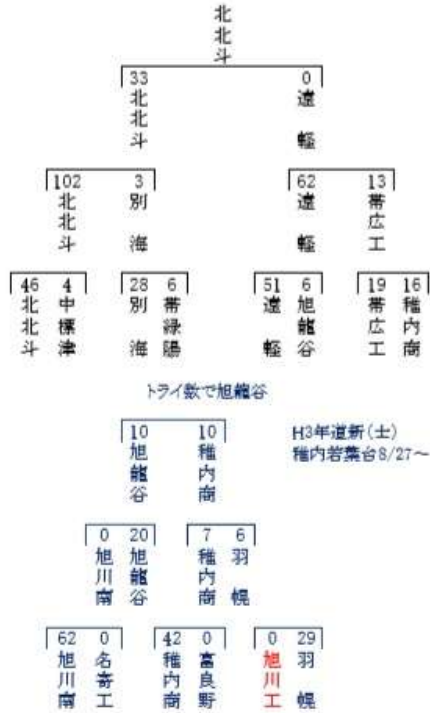 北北斗
33 0
北北斗 遠軽
102 3 62 13
北北斗 別海 遠軽 帯広工
46 4 28 6 51 6 19 16
北北斗 中標津 別海 帯緑陽 遠軽 旭龍谷 帯広工 稚内商
トライ数で旭龍谷
10 10
旭龍谷 稚内商
H3年道新(士)
稚内若葉台8/27～
0 20 7 6
旭川南 旭龍谷 稚内商 羽幌
62 0 42 0 0 29
旭川南 名寄工 稚内商 富良野 旭川工 羽幌